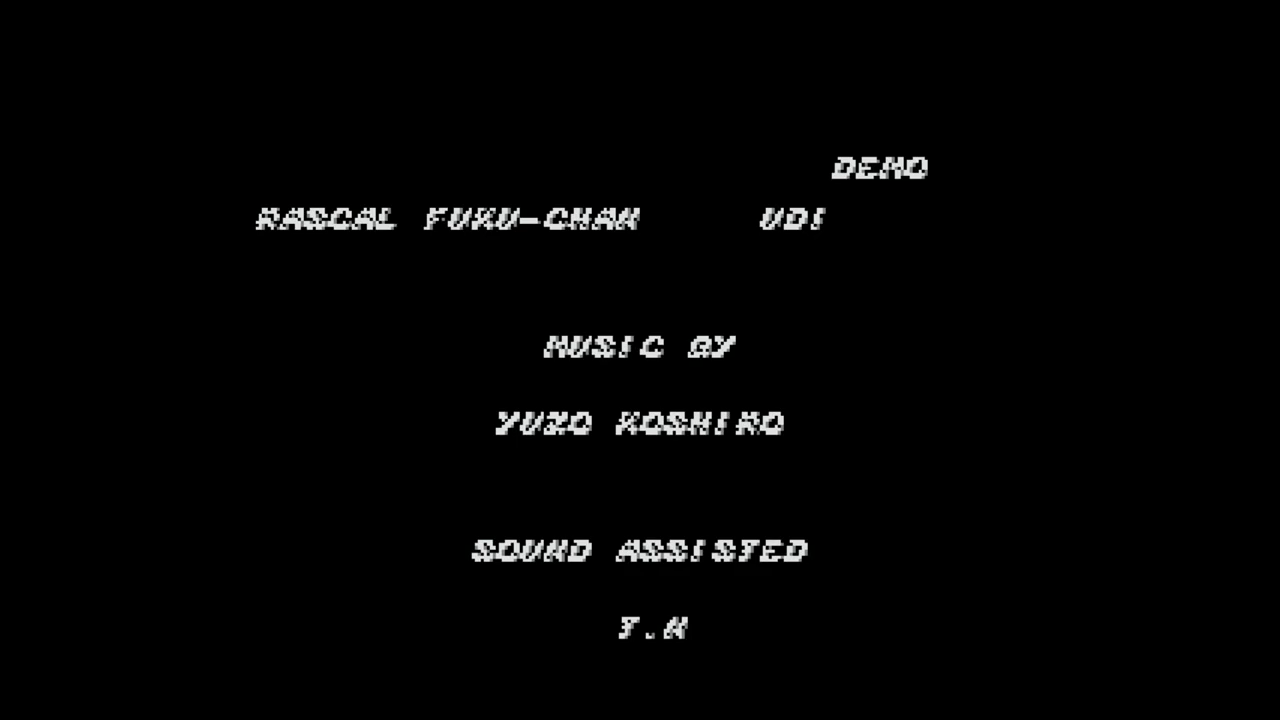 DEMO
RASCAL FUKU-CHAN UDI
MUSIC BY
YUZO KOSHIRO
SOUND ASSISTED